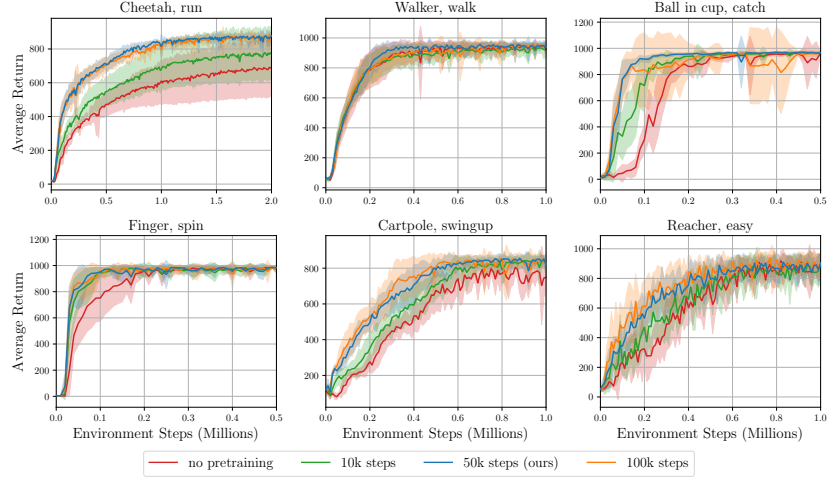 Cheetah, run
Walker, walk
Ball in cup, catch
Average Return
800
600
400
200
0
0.0 0.5 1.0 1.5 2.0
1000
800
600
400
200
0
0.0 0.2 0.4 0.6 0.8 1.0
1200
1000
800
600
400
200
0
0.0 0.1 0.2 0.3 0.4 0.5
Finger, spin
Cartpole, swingup
Reacher, easy
Average Return
1200
1000
800
600
400
200
0
0.0 0.1 0.2 0.3 0.4 0.5
800
600
400
200
0.0 0.2 0.4 0.6 0.8 1.0
1000
800
600
400
200
0
0.0 0.2 0.4 0.6 0.8 1.0
Environment Steps (Millions)
Environment Steps (Millions)
Environment Steps (Millions)
no pretraining 10k steps 50k steps (ours) 100k steps